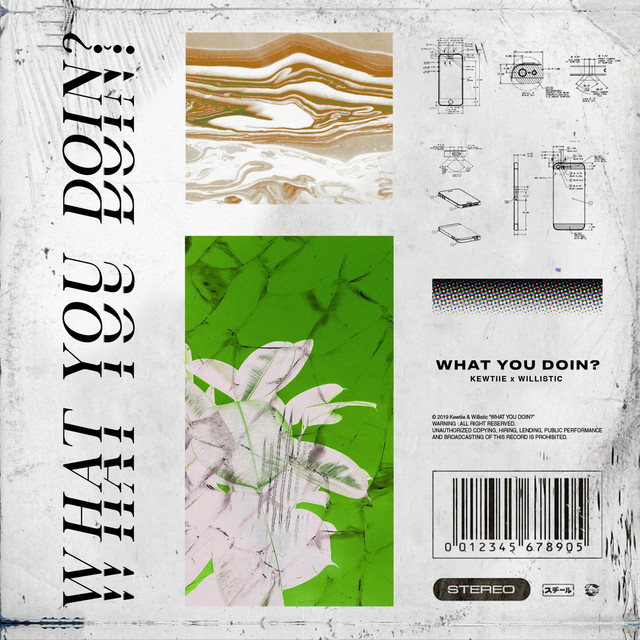 WHAT YOU DOIN?
WHAT YOU DOIN?
WHAT YOU DOIN?
KEWTIIE x WILLISTIC
© 2019 Kewtiie & Willistic "WHAT YOU DOIN?"
WARNING : ALL RIGHT RESERVED.
UNAUTHORIZED COPYING, HIRING, LENDING, PUBLIC PERFORMANCE
AND BROADCASTING OF THIS RECORD IS PROHIBITED.
0 012345 678905
STEREO
スチール